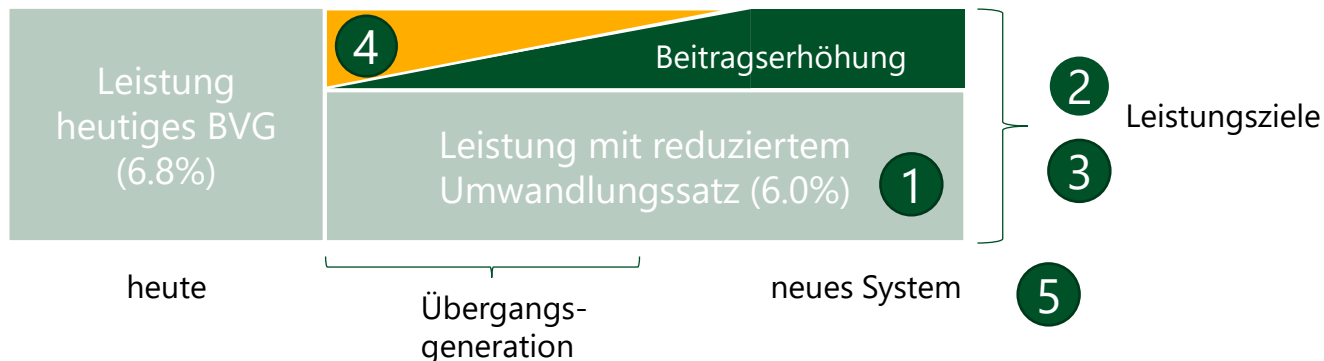 Leistung
heutiges BVG
(6.8%)
4
Beitragserhöhung
Leistung mit reduziertem
Umwandlungssatz (6.0%)
1
2
3
Leistungsziele
heute
Übergangs-
generation
neues System
5